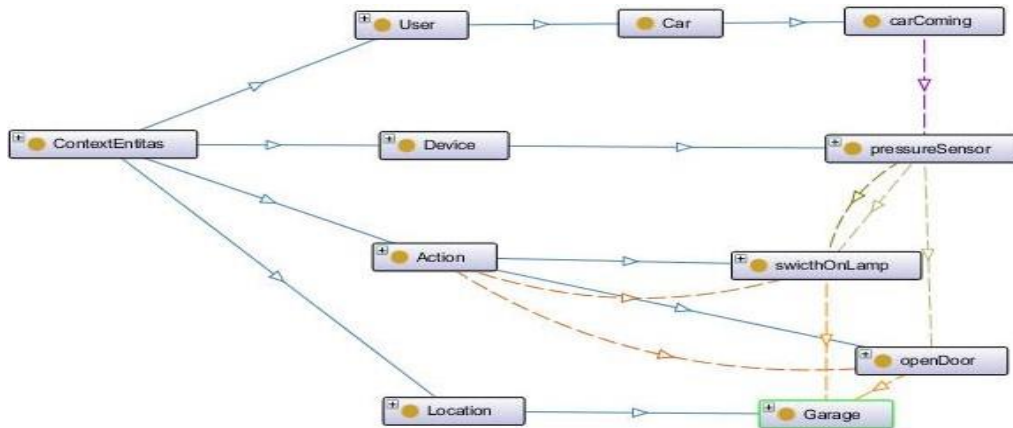 User
Car
carComing
ContextEntitas
Device
pressureSensor
Action
swicthOnLamp
openDoor
Location
Garage